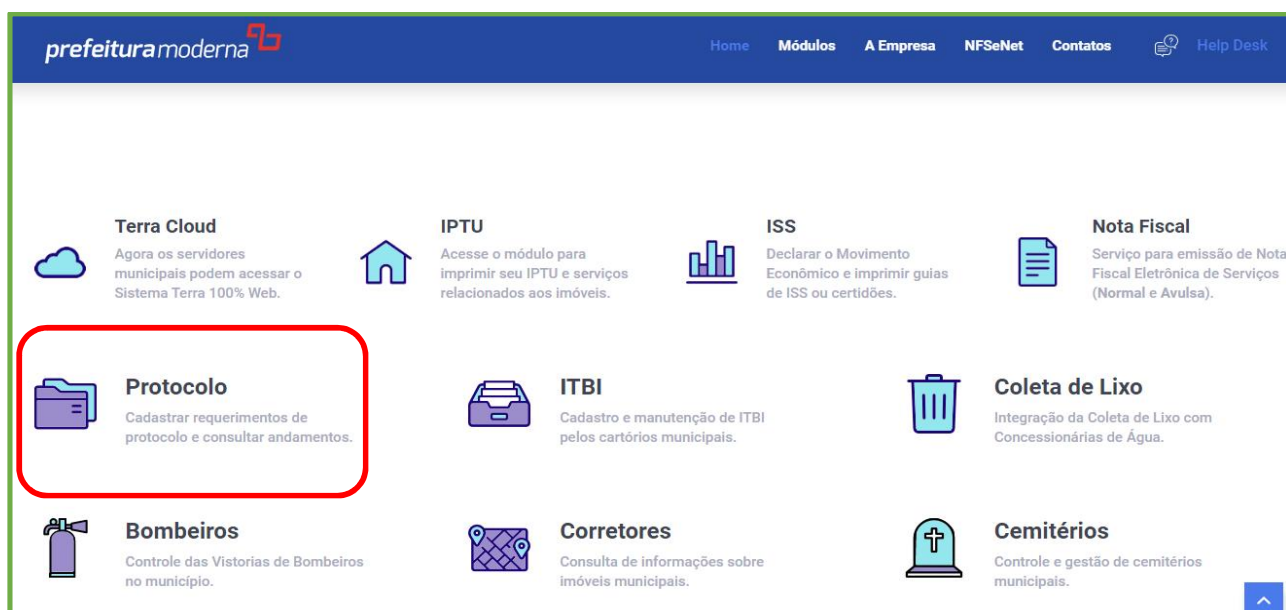 prefeituramoderna
Home Módulos A Empresa NFSeNet Contatos Help Desk
Terra Cloud
Agora os servidores
municipais podem acessar o
Sistema Terra 100% Web.
IPTU
Acesse o módulo para
imprimir seu IPTU e serviços
relacionados aos imóveis.
ISS
Declarar o Movimento
Econômico e imprimir guias
de ISS ou certidões.
Nota Fiscal
Serviço para emissão de Nota
Fiscal Eletrônica de Serviços
(Normal e Avulsa).
Protocolo
Cadastrar requerimentos de
protocolo e consultar andamentos.
ITBI
Cadastro e manutenção de ITBI
pelos cartórios municipais.
Coleta de Lixo
Integração da Coleta de Lixo com
Concessionárias de Água.
Bombeiros
Controle das Vistorias de Bombeiros
no município.
Corretores
Consulta de informações sobre
imóveis municipais.
Cemitérios
Controle e gestão de cemitérios
municipais.